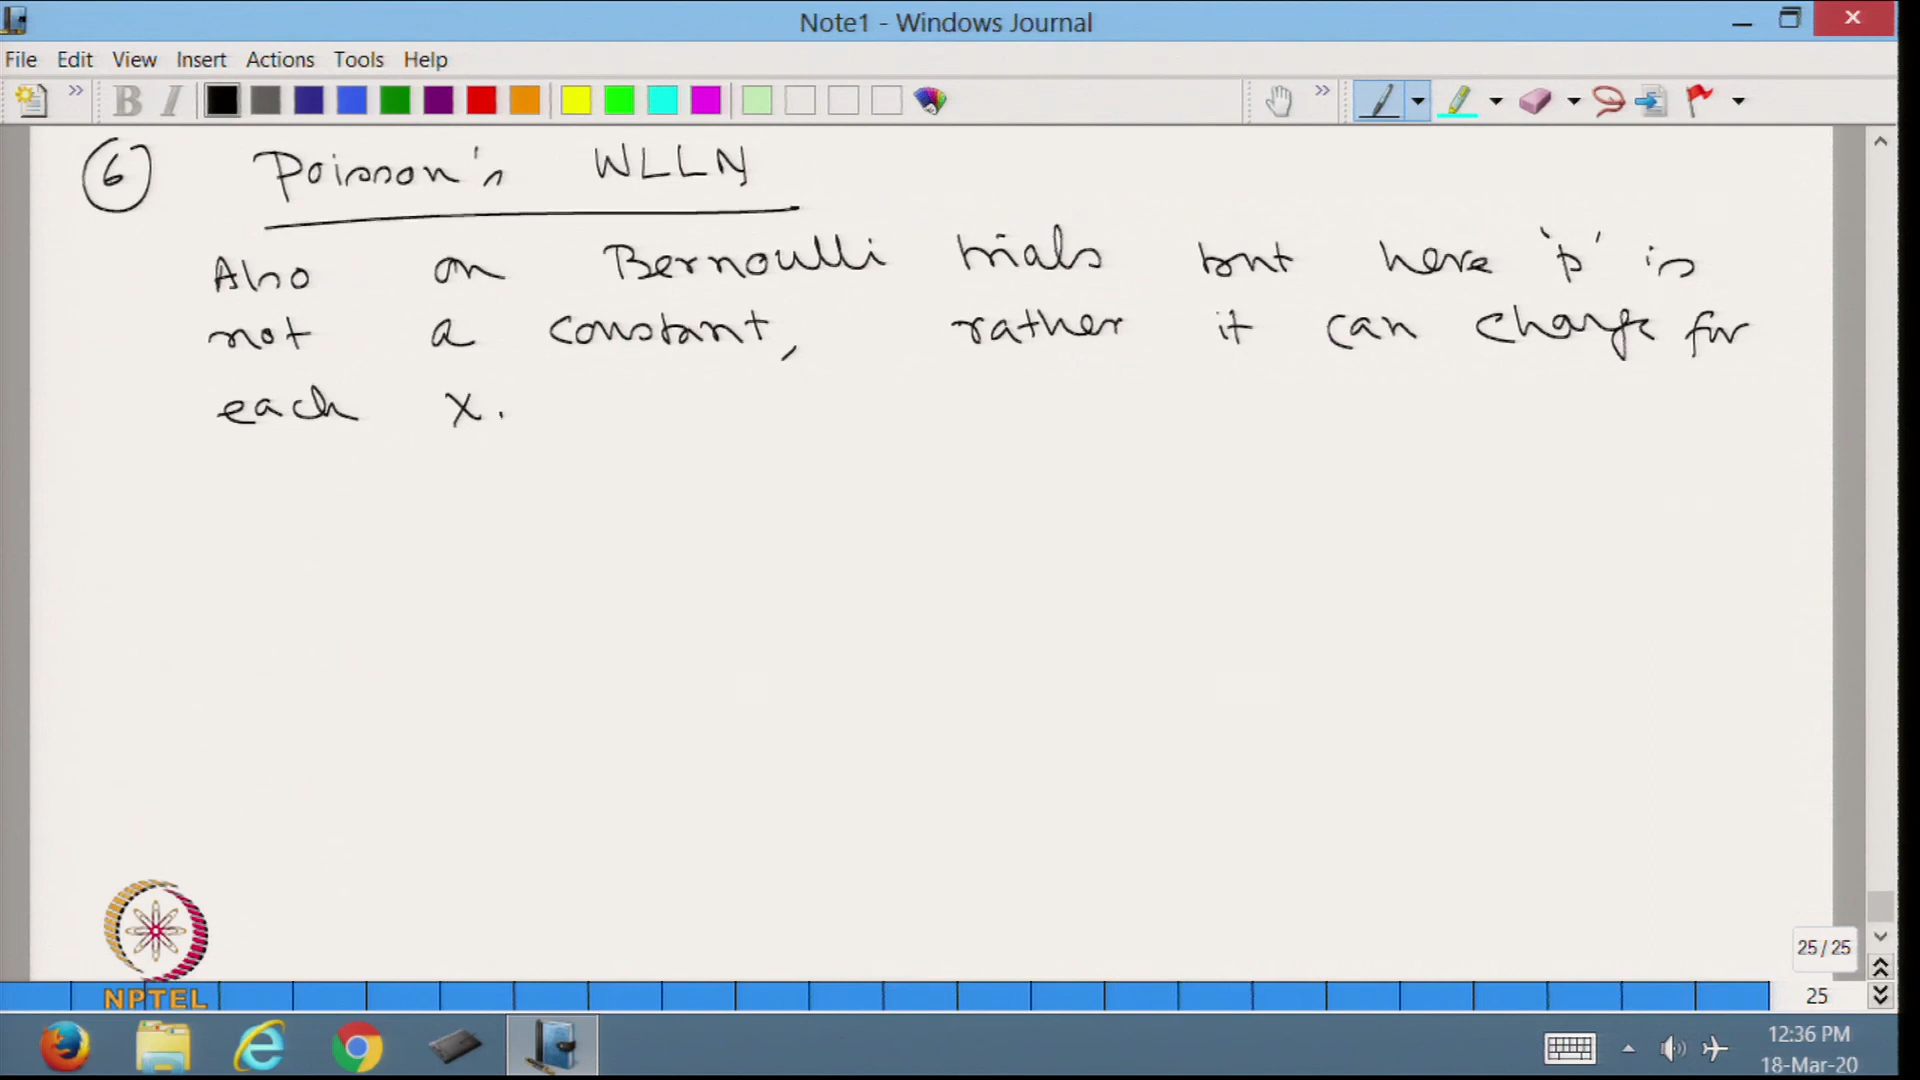 Note1 - Windows Journal
File Edit View Insert Actions Tools Help
B I
6 Poisson's WLLN
Also on Bernoulli trials but here 'p' is
not a constant, rather it can change for
each X.
25 / 25
NPTEL
25
12:36 PM
18-Mar-20